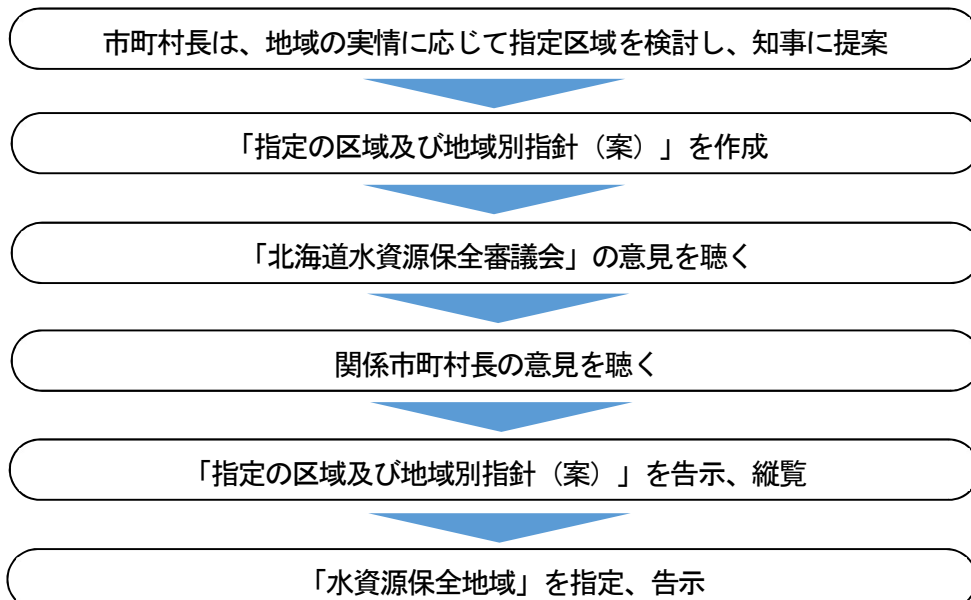 市町村長は、地域の実情に応じて指定区域を検討し、知事に提案
「指定の区域及び地域別指針（案）」を作成
「北海道水資源保全審議会」の意見を聴く
関係市町村長の意見を聴く
「指定の区域及び地域別指針（案）」を告示、縦覧
「水資源保全地域」を指定、告示